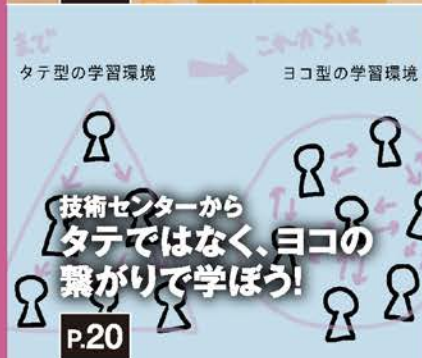 まで
これからは
タテ型の学習環境
ヨコ型の学習環境
技術センターから
タテではなく、ヨコの
繋がりで学ぼう!
P.20